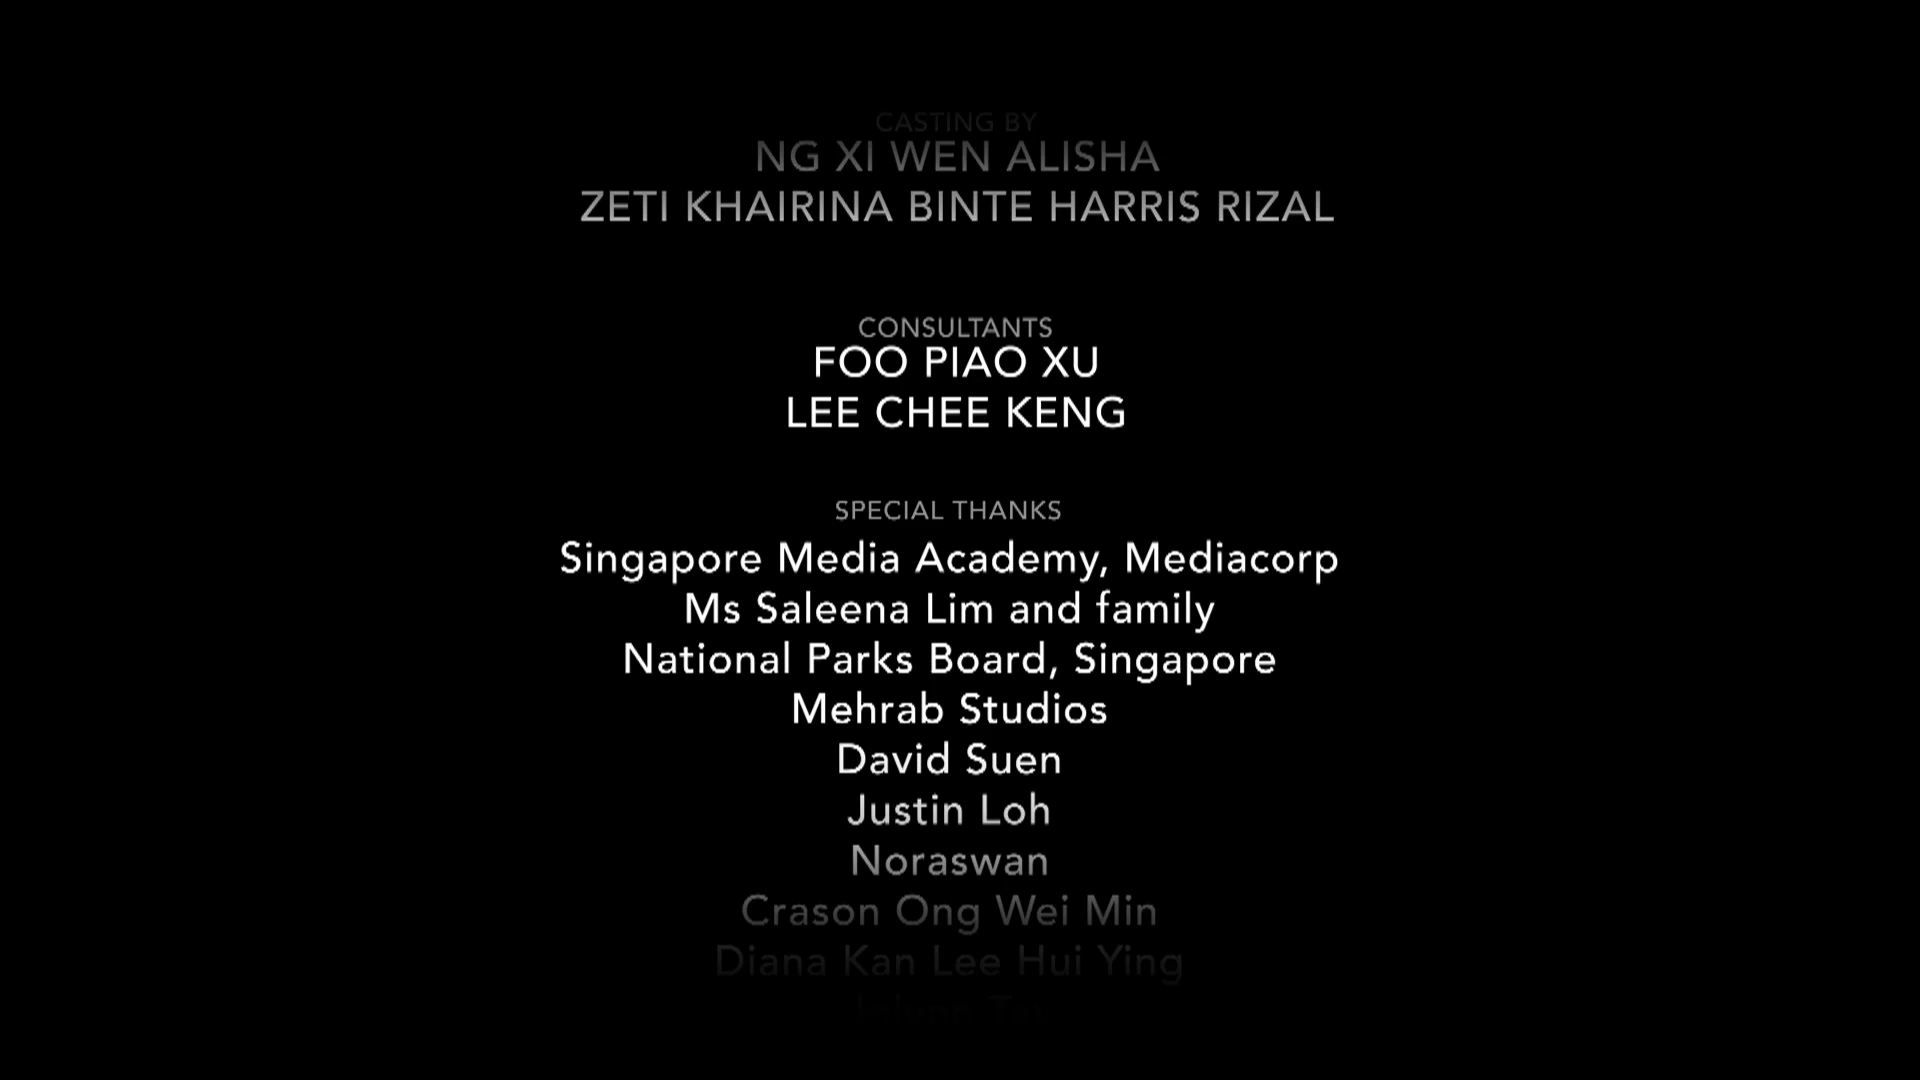 CASTING BY
NG XI WEN ALISHA
ZETI KHAIRINA BINTE HARRIS RIZAL
CONSULTANTS
FOO PIAO XU
LEE CHEE KENG
SPECIAL THANKS
Singapore Media Academy, Mediacorp
Ms Saleena Lim and family
National Parks Board, Singapore
Mehrab Studios
David Suen
Justin Loh
Noraswan
Crason Ong Wei Min
Diana Kan Lee Hui Ying